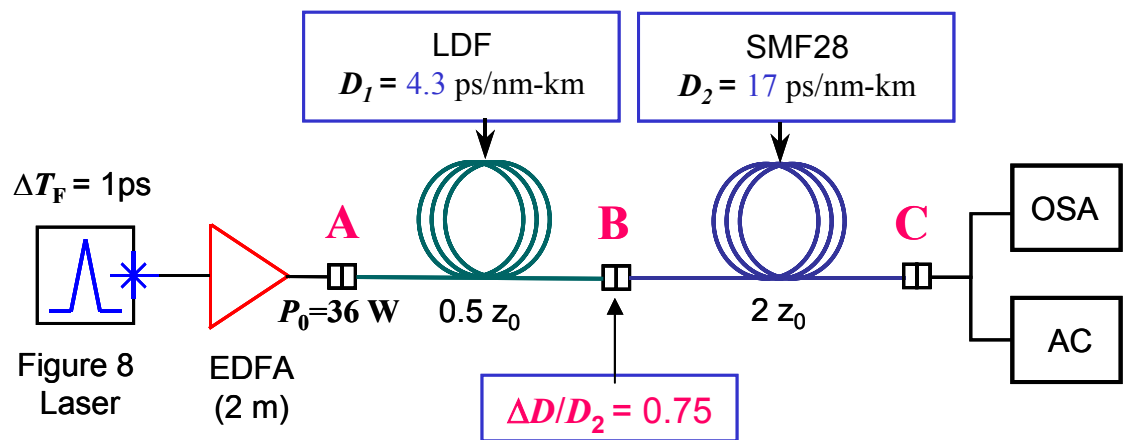 LDF
D1 = 4.3 ps/nm-km
SMF28
D2 = 17 ps/nm-km
ΔTF = 1ps
A
B
C
OSA
AC
P0=36 W
0.5 z0
2 z0
Figure 8
Laser
EDFA
(2 m)
ΔD/D2 = 0.75